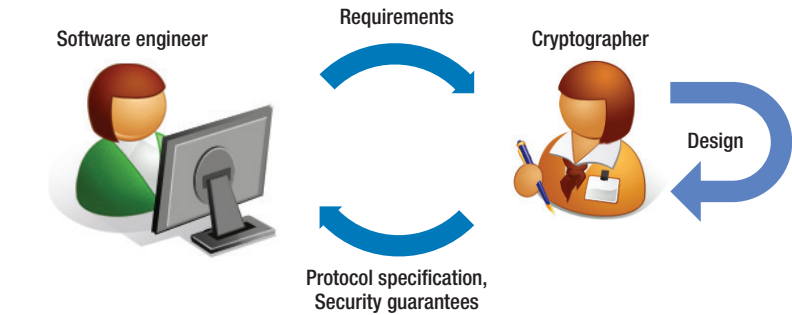 Requirements
Software engineer
Cryptographer
Design
Protocol specification,
Security guarantees